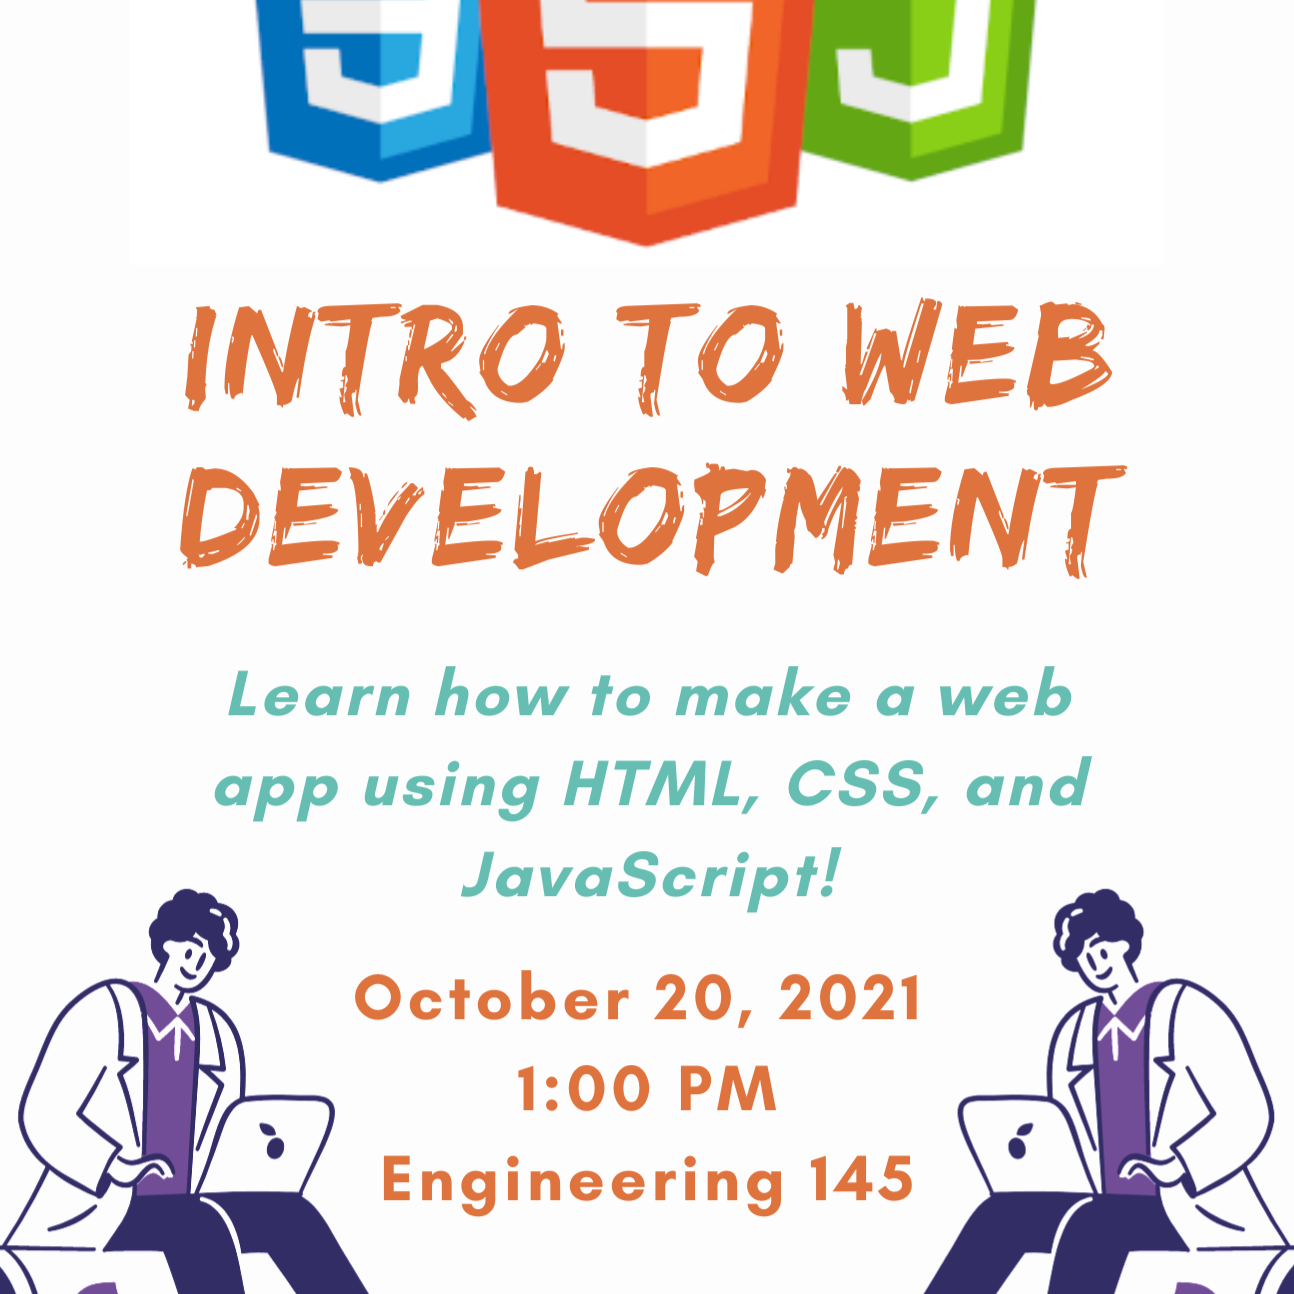 INTRO TO WEB
DEVELOPMENT
Learn how to make a web
app using HTML, CSS, and
JavaScript!
October 20, 2021
1:00 PM
Engineering 145